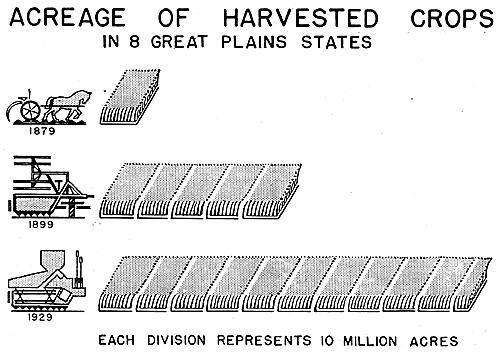 ACREAGE OF HARVESTED CROPS
IN 8 GREAT PLAINS STATES
1879
1899
1929
EACH DIVISION REPRESENTS 10 MILLION ACRES